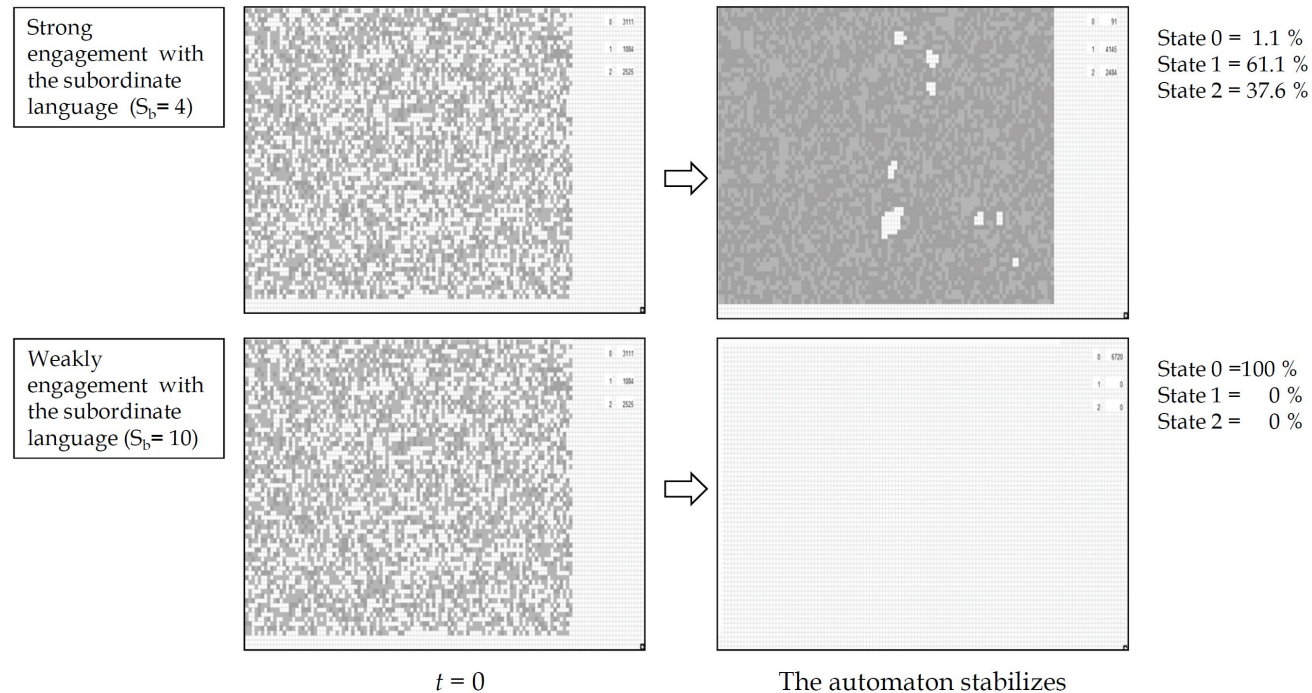 Strong
engagement with
the subordinate
language (Sb= 4)
0 3111
1 1084
2 2525
0 91
1 4145
2 2484
State 0 = 1.1 %
State 1 = 61.1 %
State 2 = 37.6 %
Weakly
engagement with
the subordinate
language (Sb= 10)
0 3111
1 1084
2 2525
0 6720
1 0
2 0
State 0 =100 %
State 1 = 0 %
State 2 = 0 %
t = 0
The automaton stabilizes